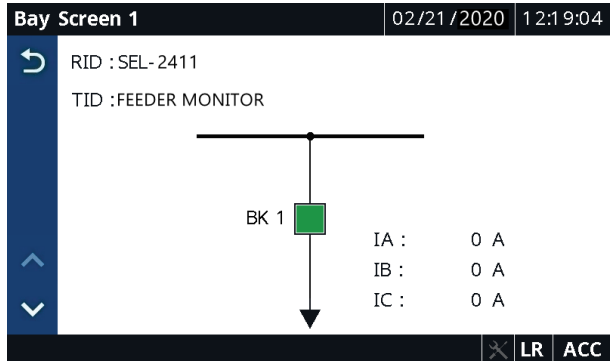 Bay Screen 1 02/21/2020 12:19:04
RID : SEL-2411
TID : FEEDER MONITOR
BK 1
IA : 0 A
IB : 0 A
IC : 0 A
LR ACC